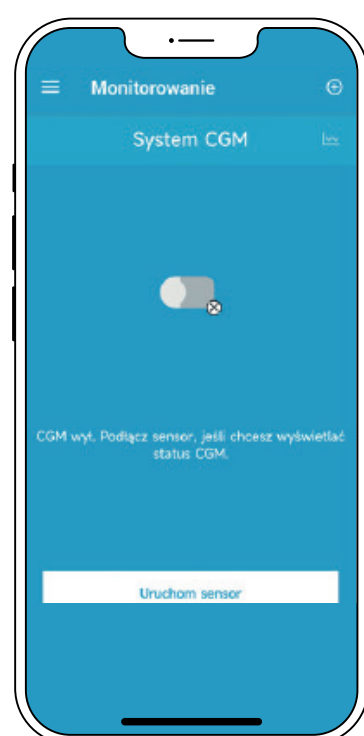 Monitorowanie
System CGM
CGM wył. Podłącz sensor, jeśli chcesz wyświetlać
status CGM.
Uruchom sensor